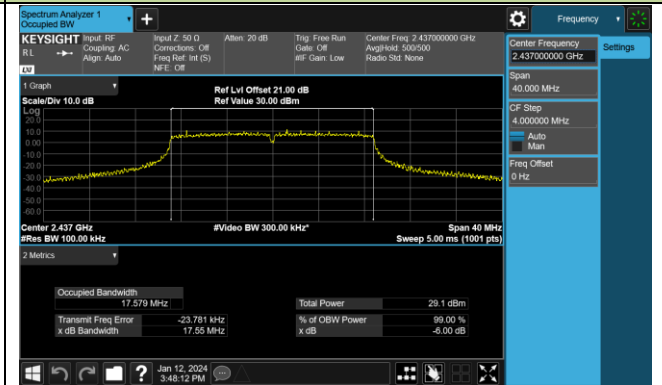 Spectrum Analyzer 1
Occupied BW
Frequency
KEYSIGHT
RL
LXI
Input: RF
Coupling: AC
Align: Auto
Input Z: 50 Ω
Corrections: Off
Freq Ref: Int (S)
NFE: Off
Atten: 20 dB
Trig: Free Run
Gate: Off
#IF Gain: Low
Center Freq: 2.437000000 GHz
Avg|Hold: 500/500
Radio Std: None
Center Frequency
2.437000000 GHz
Settings
Span
40.000 MHz
CF Step
4.000000 MHz
Auto
Man
Freq Offset
0 Hz
1 Graph
Scale/Div 10.0 dB
Ref Lvl Offset 21.00 dB
Ref Value 30.00 dBm
Log
20.0
10.0
0.00
-10.0
-20.0
-30.0
-40.0
-50.0
-60.0
Center 2.437 GHz
#Res BW 100.00 kHz
#Video BW 300.00 kHz*
Span 40 MHz
Sweep 5.00 ms (1001 pts)
2 Metrics
Occupied Bandwidth
17.579 MHz
Total Power 29.1 dBm
Transmit Freq Error -23.781 kHz
% of OBW Power 99.00 %
x dB Bandwidth 17.55 MHz
x dB -6.00 dB
?
Jan 12, 2024
3:48:12 PM